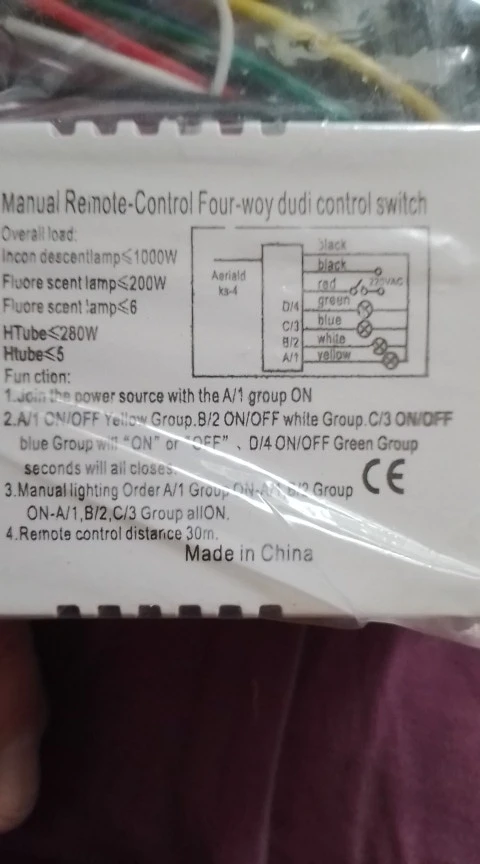 Manual Remote-Control Four-woy dudi control switch
Overall load:
Incon descentlamp≤1000W
Fluore scent lamp≤200W
Fluore scent lamp≤6
HTube≤280W
Htube≤5
Aeriald
ks-4
black
black
red
220VAC
D/4 green
C/3 blue
B/2 white
A/1 yellow
Fun ction:
1.Join the power source with the A/1 group ON
2.A/1 ON/OFF Yellow Group.B/2 ON/OFF white Group.C/3 ON/OFF
blue Group will "ON" or "OFF" 、D/4 ON/OFF Green Group
seconds will all closes.
3.Manual lighting Order A/1 Group ON-A/1,B/2 Group
ON-A/1,B/2,C/3 Group allON.
CE
4.Remote control distance 30m.
Made in China